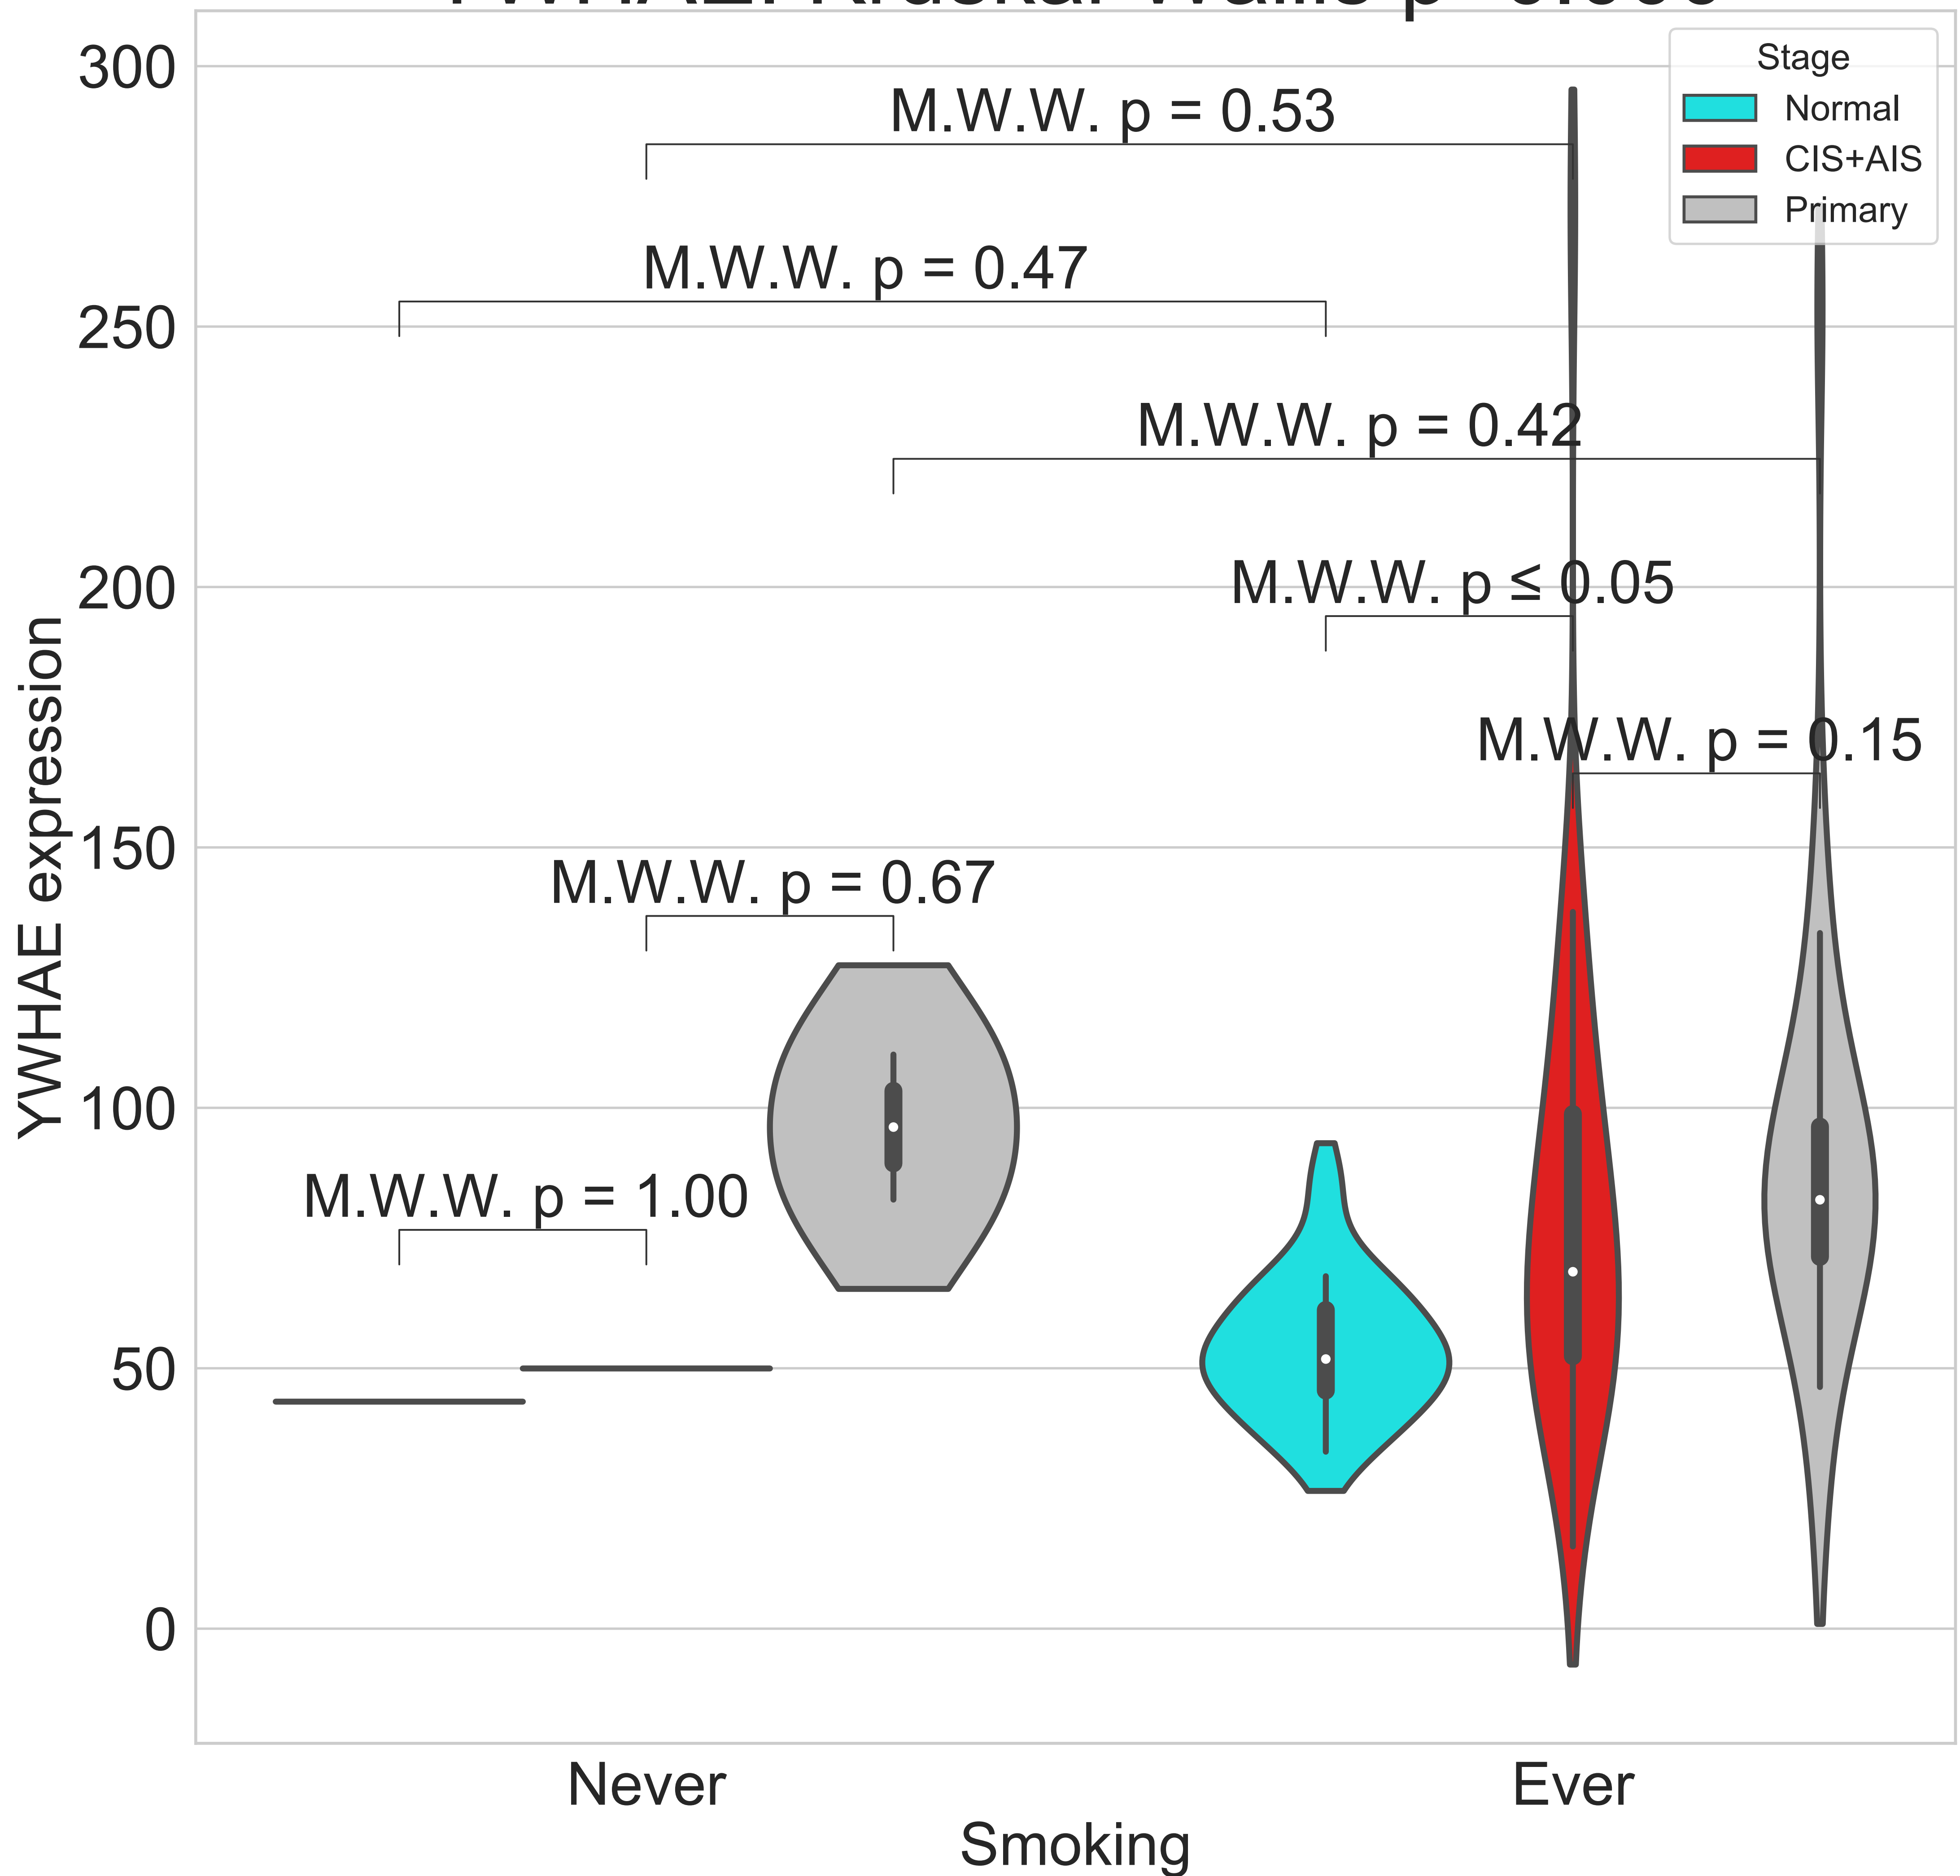 300
250
200
150
100
50
0
YWHAE expression
M.W.W. p = 0.53
M.W.W. p = 0.47
M.W.W. p = 0.42
M.W.W. p ≤ 0.05
M.W.W. p = 0.15
M.W.W. p = 0.67
M.W.W. p = 1.00
Stage
Normal
CIS+AIS
Primary
Never
Ever
Smoking